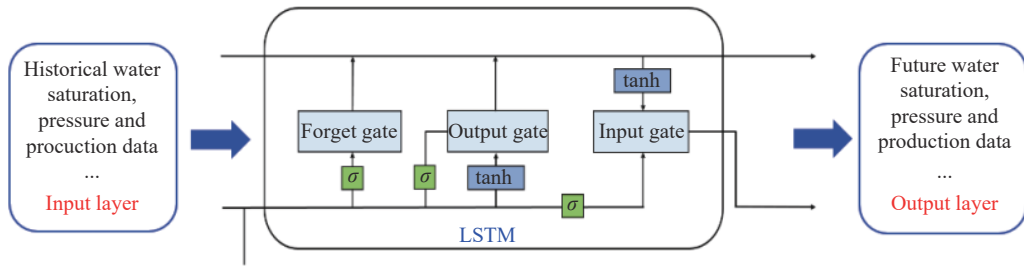 Historical water
saturation,
pressure and
procuction data
...
Input layer
Forget gate
σ
σ
Output gate
tanh
σ
tanh
Input gate
LSTM
Future water
saturation,
pressure and
production data
...
Output layer